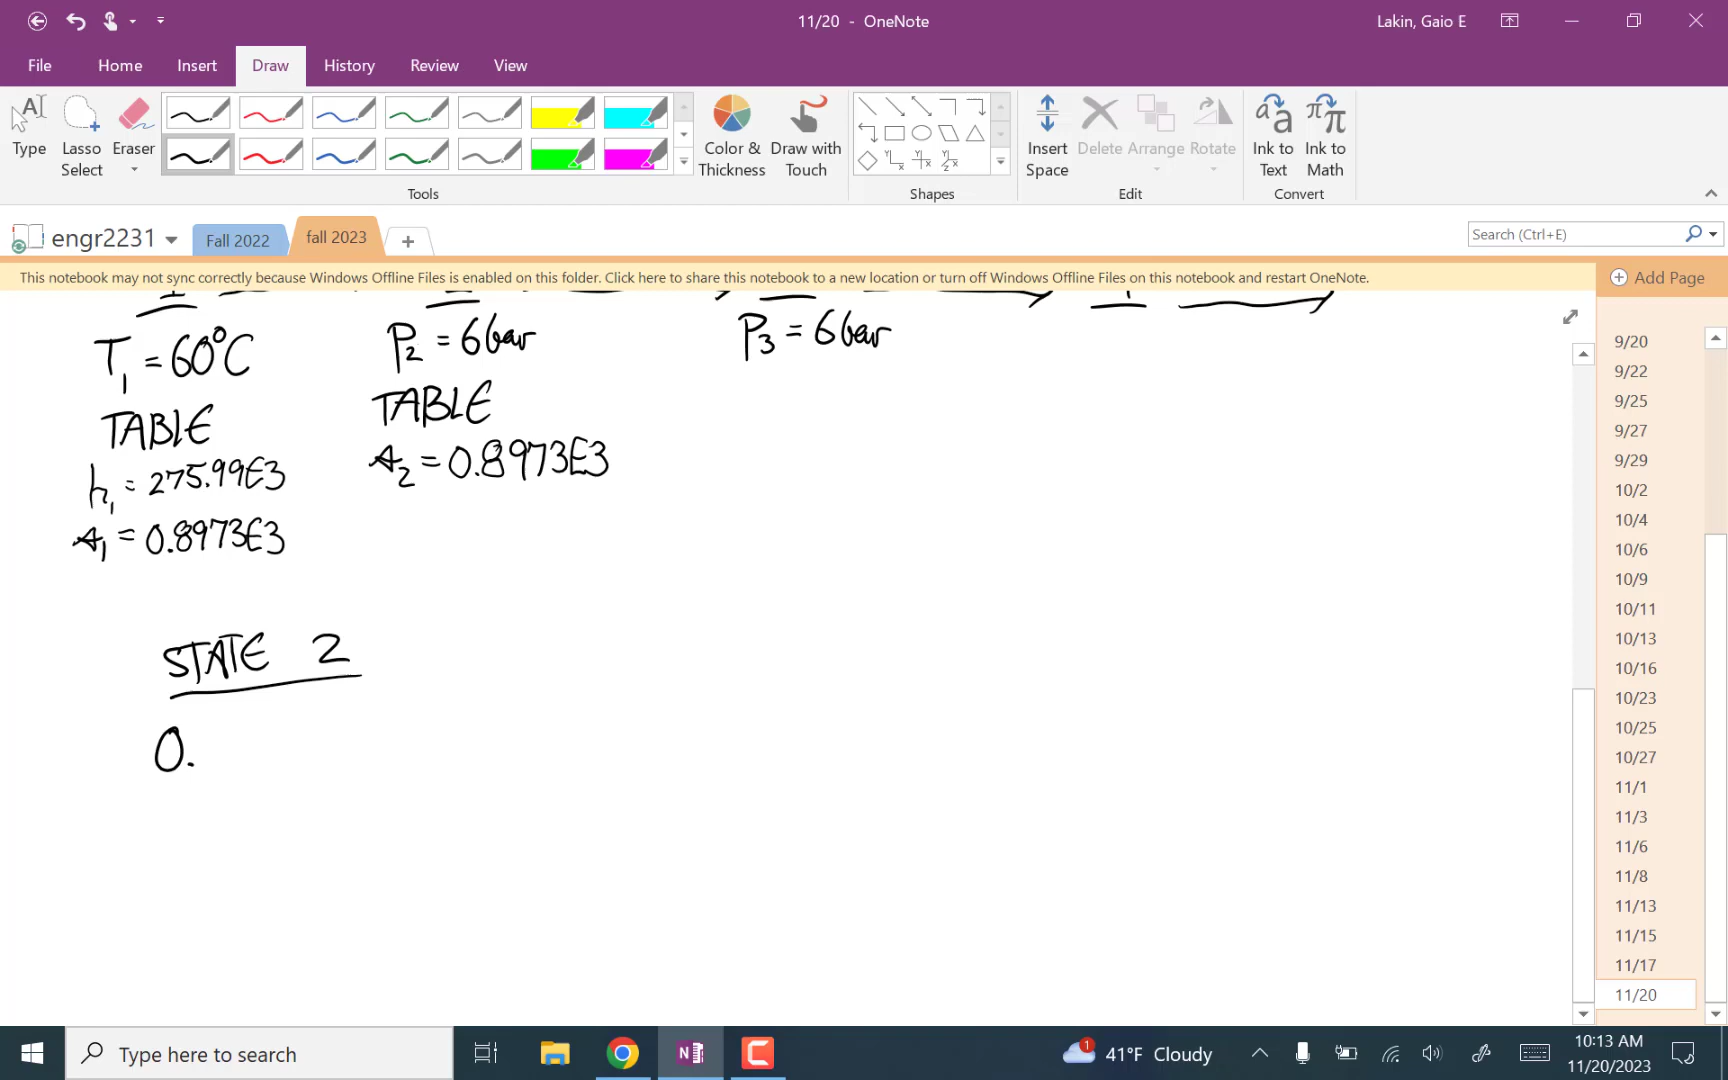 11/20 - OneNote
Lakin, Gaio E
File Home Insert Draw History Review View
Type
Lasso Select
Eraser
Color & Thickness
Draw with Touch
Insert Space
Delete
Arrange
Rotate
Ink to Text
Ink to Math
Tools
Shapes
Edit
Convert
engr2231
Fall 2022
fall 2023
Search (Ctrl+E)
This notebook may not sync correctly because Windows Offline Files is enabled on this folder. Click here to share this notebook to a new location or turn off Windows Offline Files on this notebook and restart OneNote.
Add Page
T₁ = 60°C
TABLE
h₁ = 275.99E3
s₁ = 0.8973E3
P₂ = 6 bar
TABLE
s₂ = 0.8973E3
P₃ = 6 bar
STATE 2
0.
9/20
9/22
9/25
9/27
9/29
10/2
10/4
10/6
10/9
10/11
10/13
10/16
10/23
10/25
10/27
11/1
11/3
11/6
11/8
11/13
11/15
11/17
11/20
Type here to search
N
1
41°F Cloudy
10:13 AM
11/20/2023